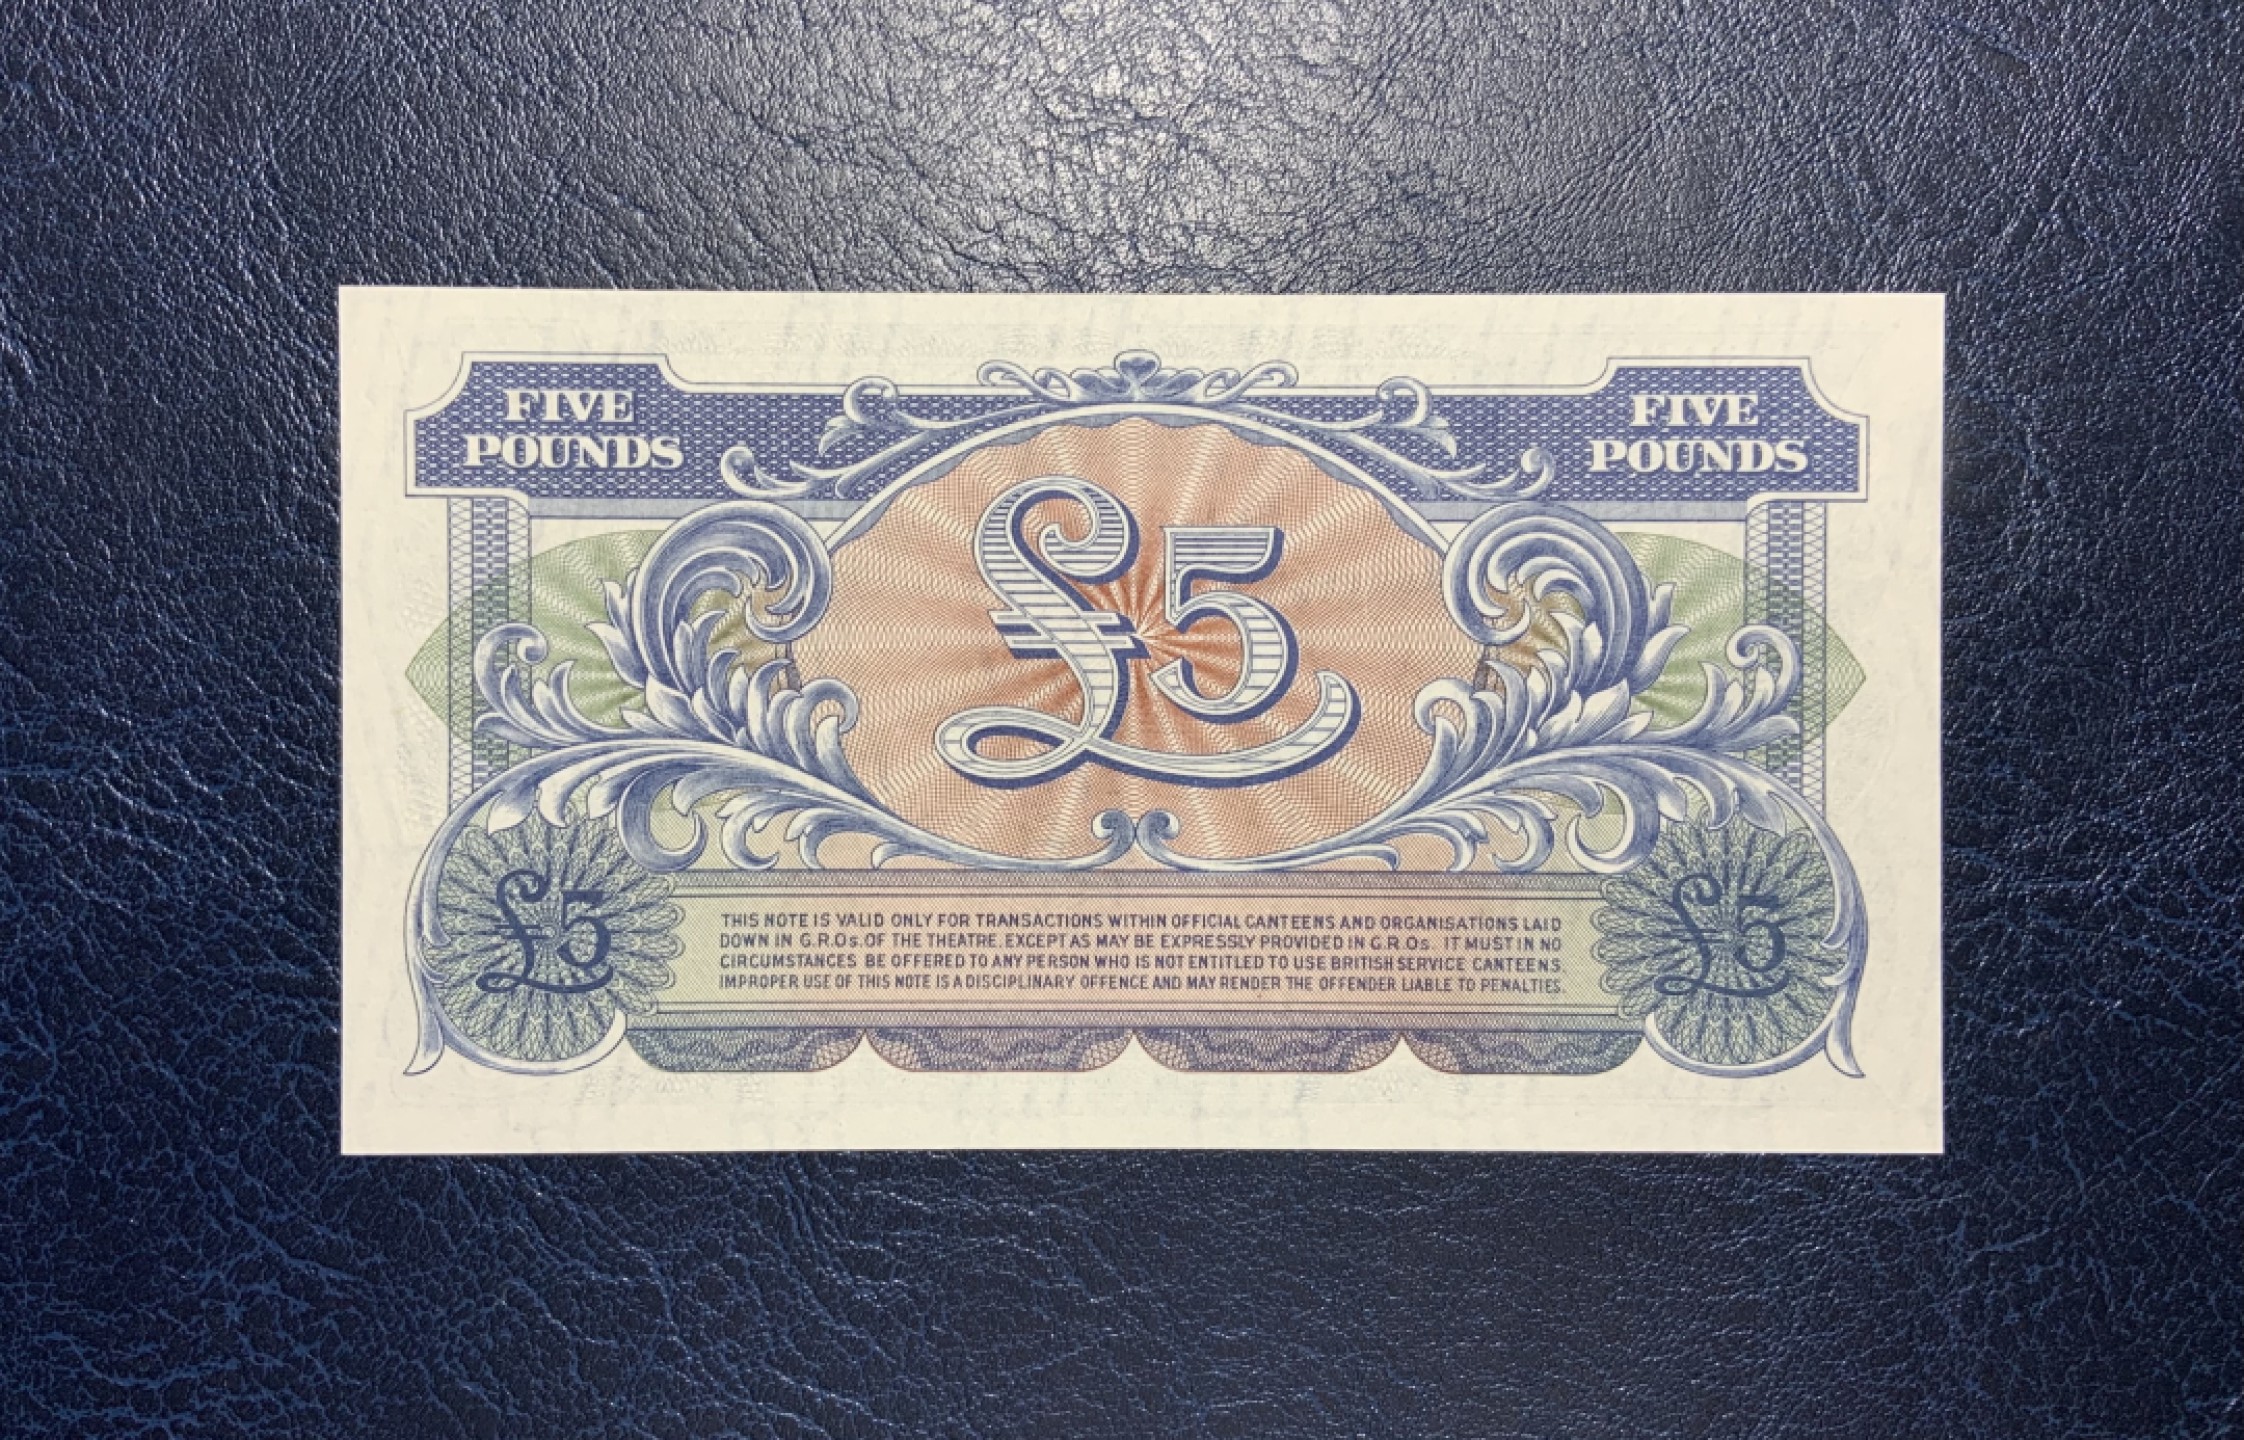 FIVE
POUNDS
FIVE
POUNDS
£5
THIS NOTE IS VALID ONLY FOR TRANSACTIONS WITHIN OFFICIAL CANTEENS AND ORGANISATIONS LAID
DOWN IN G.R.Os. OF THE THEATRE, EXCEPT AS MAY BE EXPRESSLY PROVIDED IN G.R.Os. IT MUST IN NO
CIRCUMSTANCES BE OFFERED TO ANY PERSON WHO IS NOT ENTITLED TO USE BRITISH SERVICE CANTEENS.
IMPROPER USE OF THIS NOTE IS A DISCIPLINARY OFFENCE AND MAY RENDER THE OFFENDER LIABLE TO PENALTIES.
£5
£5